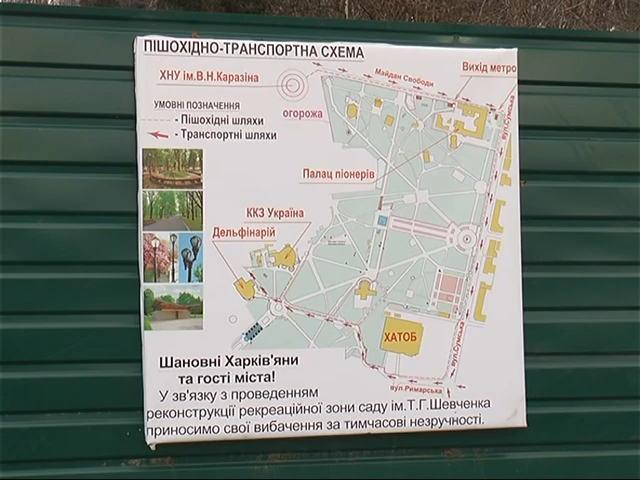 ПІШОХІДНО-ТРАНСПОРТНА СХЕМА
ХНУ ім.В.Н.Каразіна
Майдан Свободи
Вихід метро
УМОВНІ ПОЗНАЧЕННЯ
- Пішохідні шляхи
- Транспортні шляхи
огорожа
вул.Сумська
Палац піонерів
ККЗ Україна
Дельфінарій
ХАТОБ
вул.Сумська
вул.Римарська
Шановні Харків'яни
та гості міста!
У зв'язку з проведенням
реконструкції рекреаційної зони саду ім.Т.Г.Шевченка
приносимо свої вибачення за тимчасові незручності.